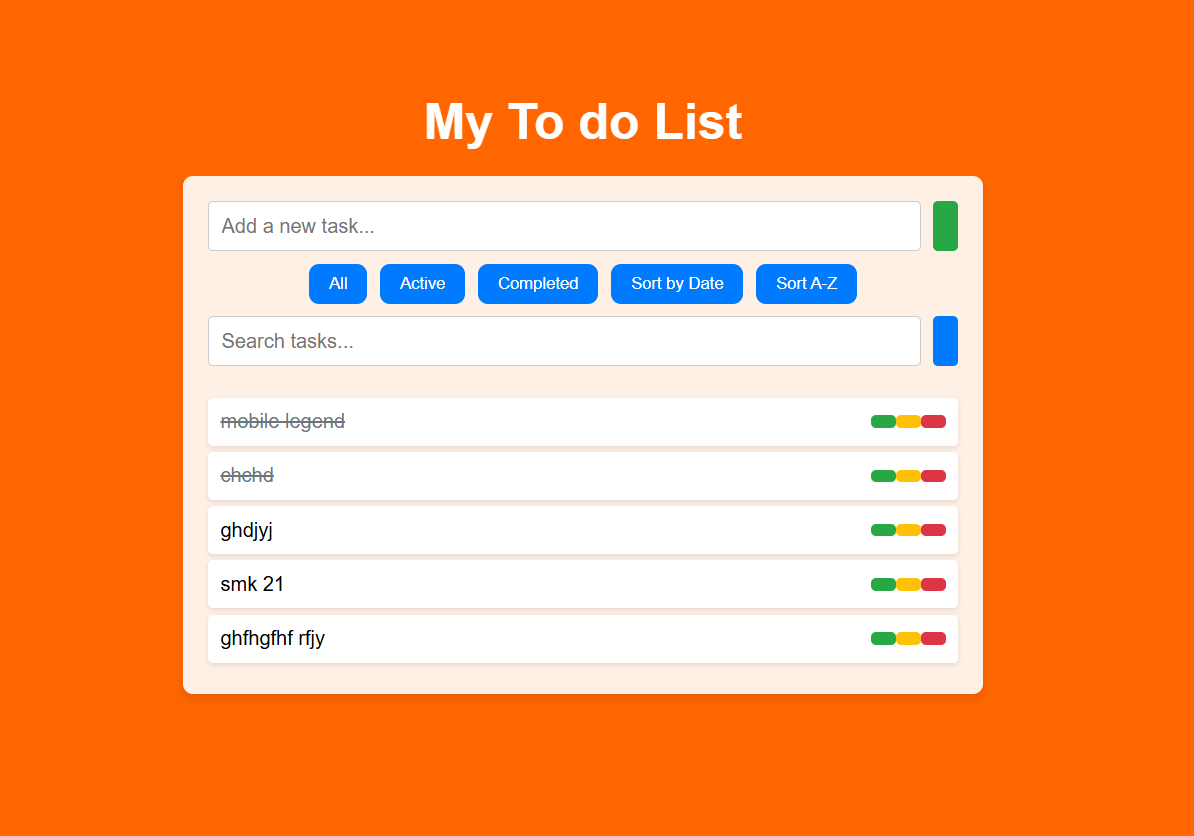 My To do List
Add a new task...
All Active Completed Sort by Date Sort A-Z
Search tasks...
mobile legend
ehehd
ghdjyj
smk 21
ghfhgfhf rfjy